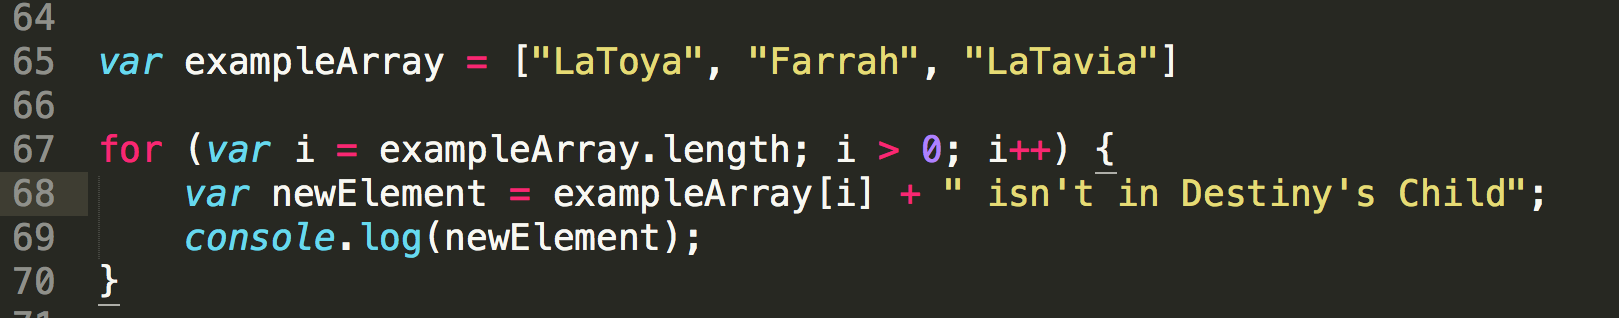 64
65 var exampleArray = ["LaToya", "Farrah", "LaTavia"]
66
67 for (var i = exampleArray.length; i > 0; i++) {
68 var newElement = exampleArray[i] + " isn't in Destiny's Child";
69 console.log(newElement);
70 }
71